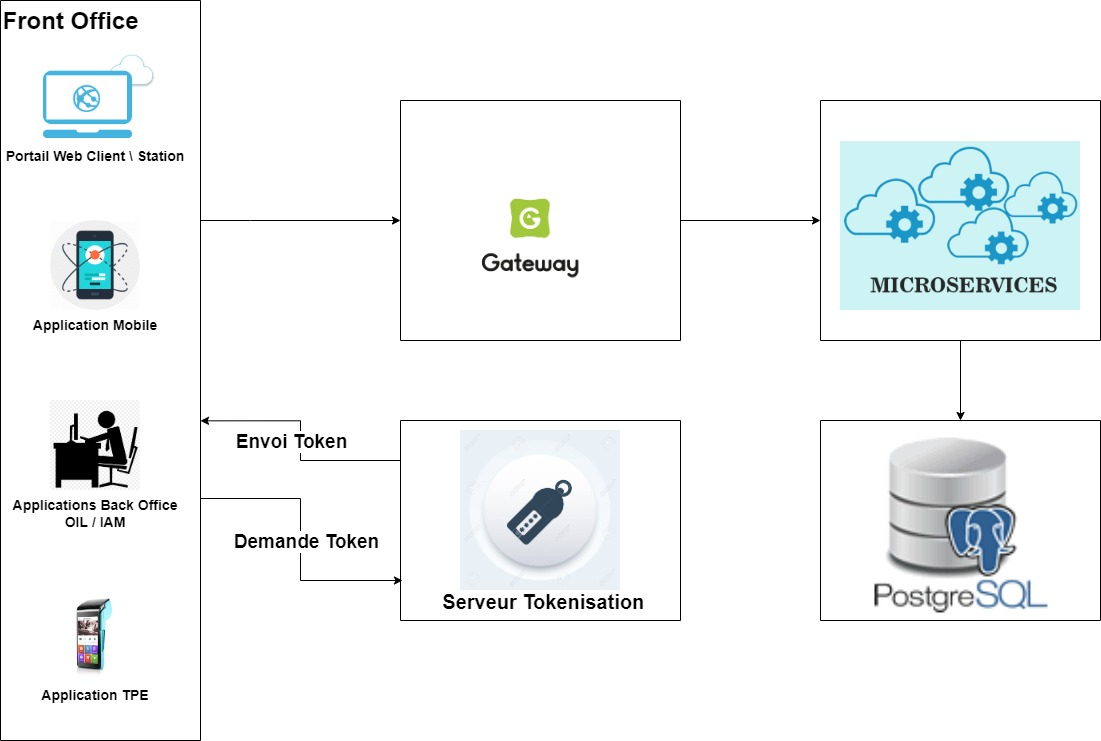 Front Office
Portail Web Client \ Station
Application Mobile
Applications Back Office
OIL / IAM
Application TPE
G
Gateway
MICROSERVICES
Envoi Token
Demande Token
Serveur Tokenisation
PostgreSQL